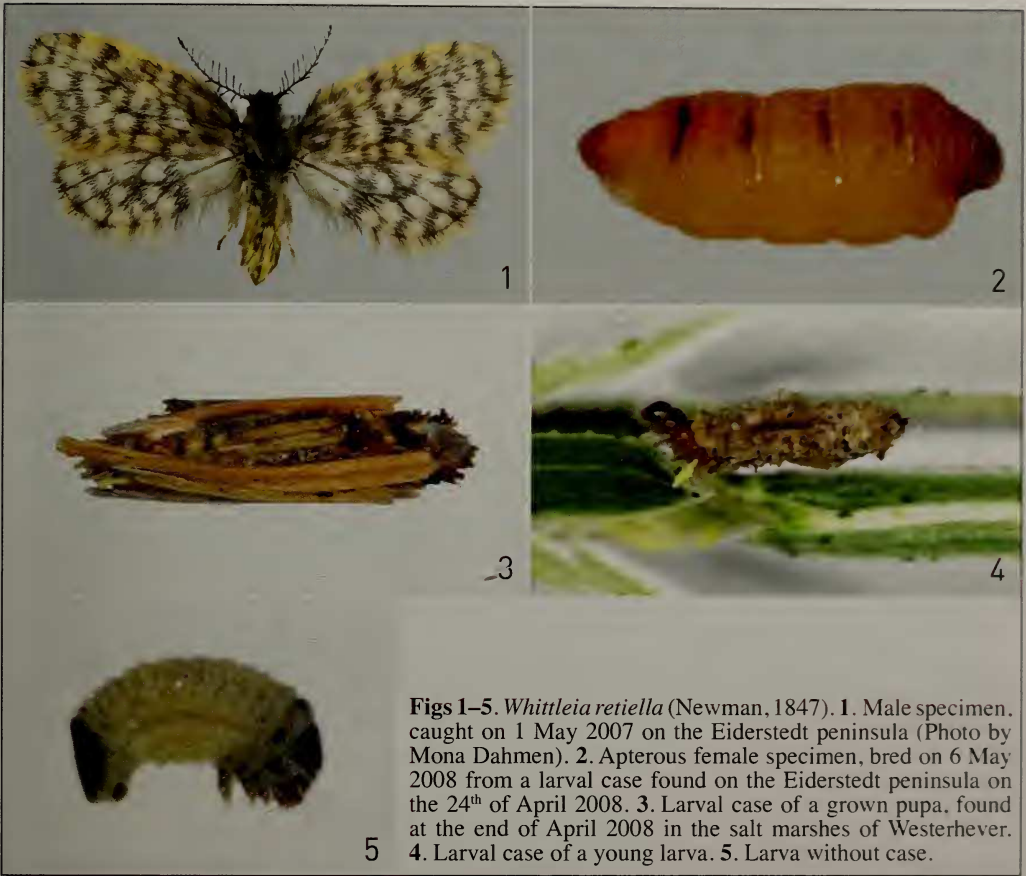 1
2
3
4
5
Figs 1–5. Whittleia retiella (Newman, 1847). 1. Male specimen,
caught on 1 May 2007 on the Eiderstedt peninsula (Photo by
Mona Dahmen). 2. Apterous female specimen, bred on 6 May
2008 from a larval case found on the Eiderstedt peninsula on
the 24th of April 2008. 3. Larval case of a grown pupa, found
at the end of April 2008 in the salt marshes of Westerhever.
4. Larval case of a young larva. 5. Larva without case.